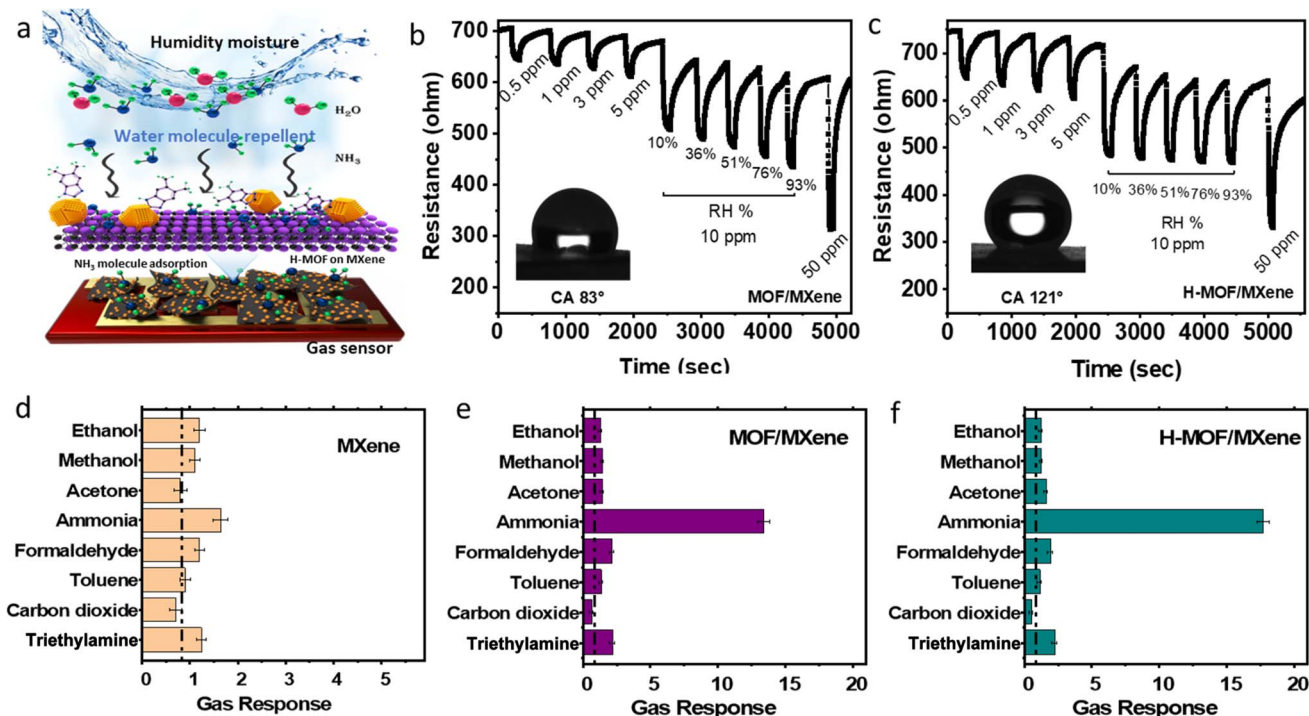 a
Humidity moisture
H₂O
Water molecule repellent
NH₃
NH₃ molecule adsorption
H-MOF on MXene
Gas sensor
b
700
600
500
400
300
200
Resistance (ohm)
0.5 ppm
1 ppm
3 ppm
5 ppm
10%
36%
51%
76%
93%
RH %
10 ppm
50 ppm
CA 83°
MOF/MXene
0 1000 2000 3000 4000 5000
Time (sec)
c
700
600
500
400
300
200
Resistance (ohm)
0.5 ppm
1 ppm
3 ppm
5 ppm
10% 36% 51% 76% 93%
RH %
10 ppm
50 ppm
CA 121°
H-MOF/MXene
0 1000 2000 3000 4000 5000
Time (sec)
d
MXene
Ethanol
Methanol
Acetone
Ammonia
Formaldehyde
Toluene
Carbon dioxide
Triethylamine
0 1 2 3 4 5
Gas Response
e
MOF/MXene
Ethanol
Methanol
Acetone
Ammonia
Formaldehyde
Toluene
Carbon dioxide
Triethylamine
0 5 10 15 20
Gas Response
f
H-MOF/MXene
Ethanol
Methanol
Acetone
Ammonia
Formaldehyde
Toluene
Carbon dioxide
Triethylamine
0 5 10 15 20
Gas Response